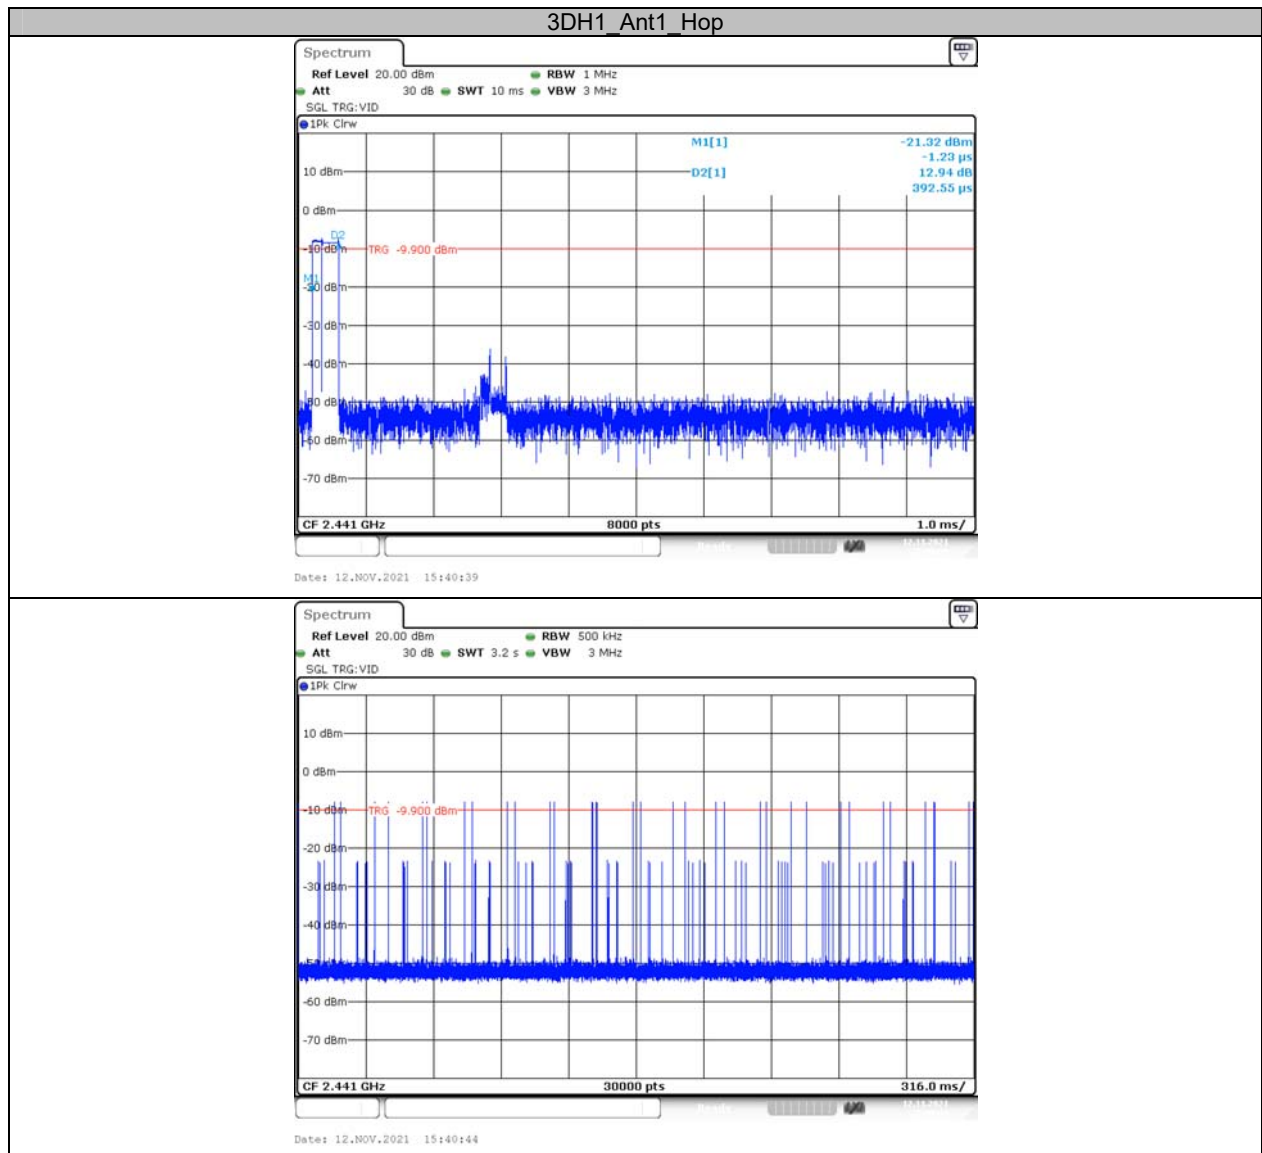 3DH1_Ant1_Hop
Spectrum
Ref Level 20.00 dBm RBW 1 MHz
Att 30 dB SWT 10 ms VBW 3 MHz
SGL TRG:VID
1Pk Clrw
M1[1] -21.32 dBm
-1.23 µs
10 dBm D2[1] 12.94 dB
392.55 µs
0 dBm
D2
-10 dBm TRG -9.900 dBm
M1
-20 dBm
-30 dBm
-40 dBm
-50 dBm
-60 dBm
-70 dBm
CF 2.441 GHz 8000 pts 1.0 ms/
Date: 12.NOV.2021 15:40:39
Spectrum
Ref Level 20.00 dBm RBW 500 kHz
Att 30 dB SWT 3.2 s VBW 3 MHz
SGL TRG:VID
1Pk Clrw
10 dBm
0 dBm
-10 dBm TRG -9.900 dBm
-20 dBm
-30 dBm
-40 dBm
-60 dBm
-70 dBm
CF 2.441 GHz 30000 pts 316.0 ms/
Date: 12.NOV.2021 15:40:44